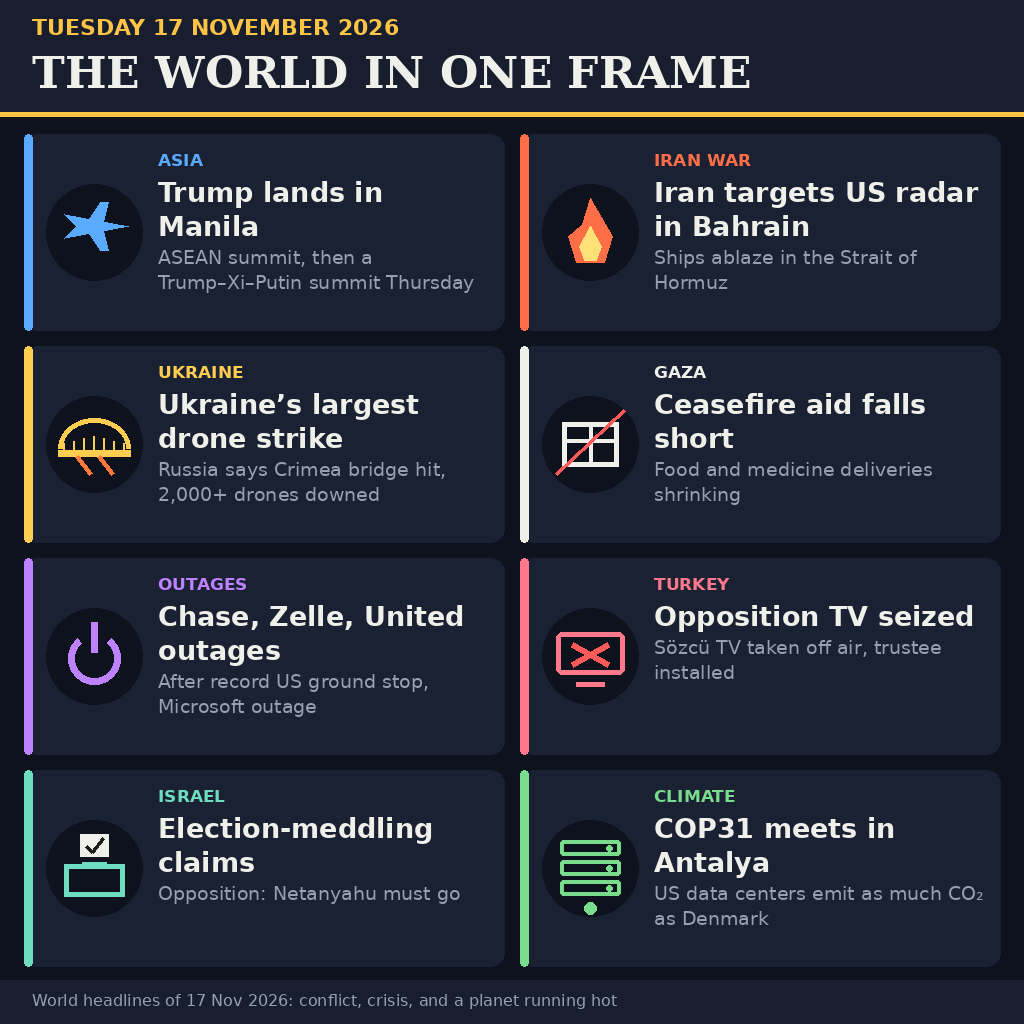 TUESDAY 17 NOVEMBER 2026
THE WORLD IN ONE FRAME
ASIA
Trump lands in
Manila
ASEAN summit, then a
Trump–Xi–Putin summit Thursday
IRAN WAR
Iran targets US radar
in Bahrain
Ships ablaze in the Strait of
Hormuz
UKRAINE
Ukraine’s largest
drone strike
Russia says Crimea bridge hit,
2,000+ drones downed
GAZA
Ceasefire aid falls
short
Food and medicine deliveries
shrinking
OUTAGES
Chase, Zelle, United
outages
After record US ground stop,
Microsoft outage
TURKEY
Opposition TV seized
Sözcü TV taken off air, trustee
installed
ISRAEL
Election-meddling
claims
Opposition: Netanyahu must go
CLIMATE
COP31 meets in
Antalya
US data centers emit as much CO₂
as Denmark
World headlines of 17 Nov 2026: conflict, crisis, and a planet running hot